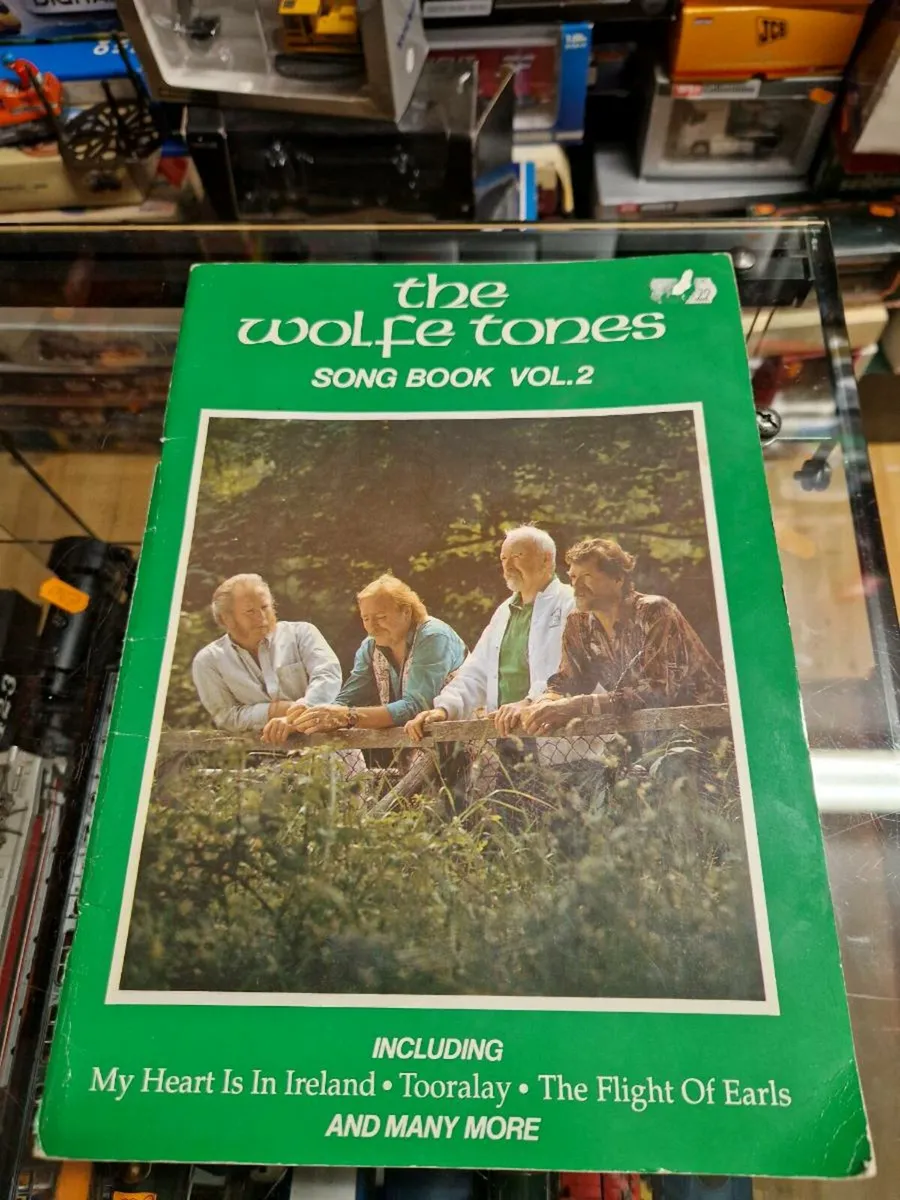 JCB
the
wolfe tones
SONG BOOK VOL.2
INCLUDING
My Heart Is In Ireland • Tooralay • The Flight Of Earls
AND MANY MORE